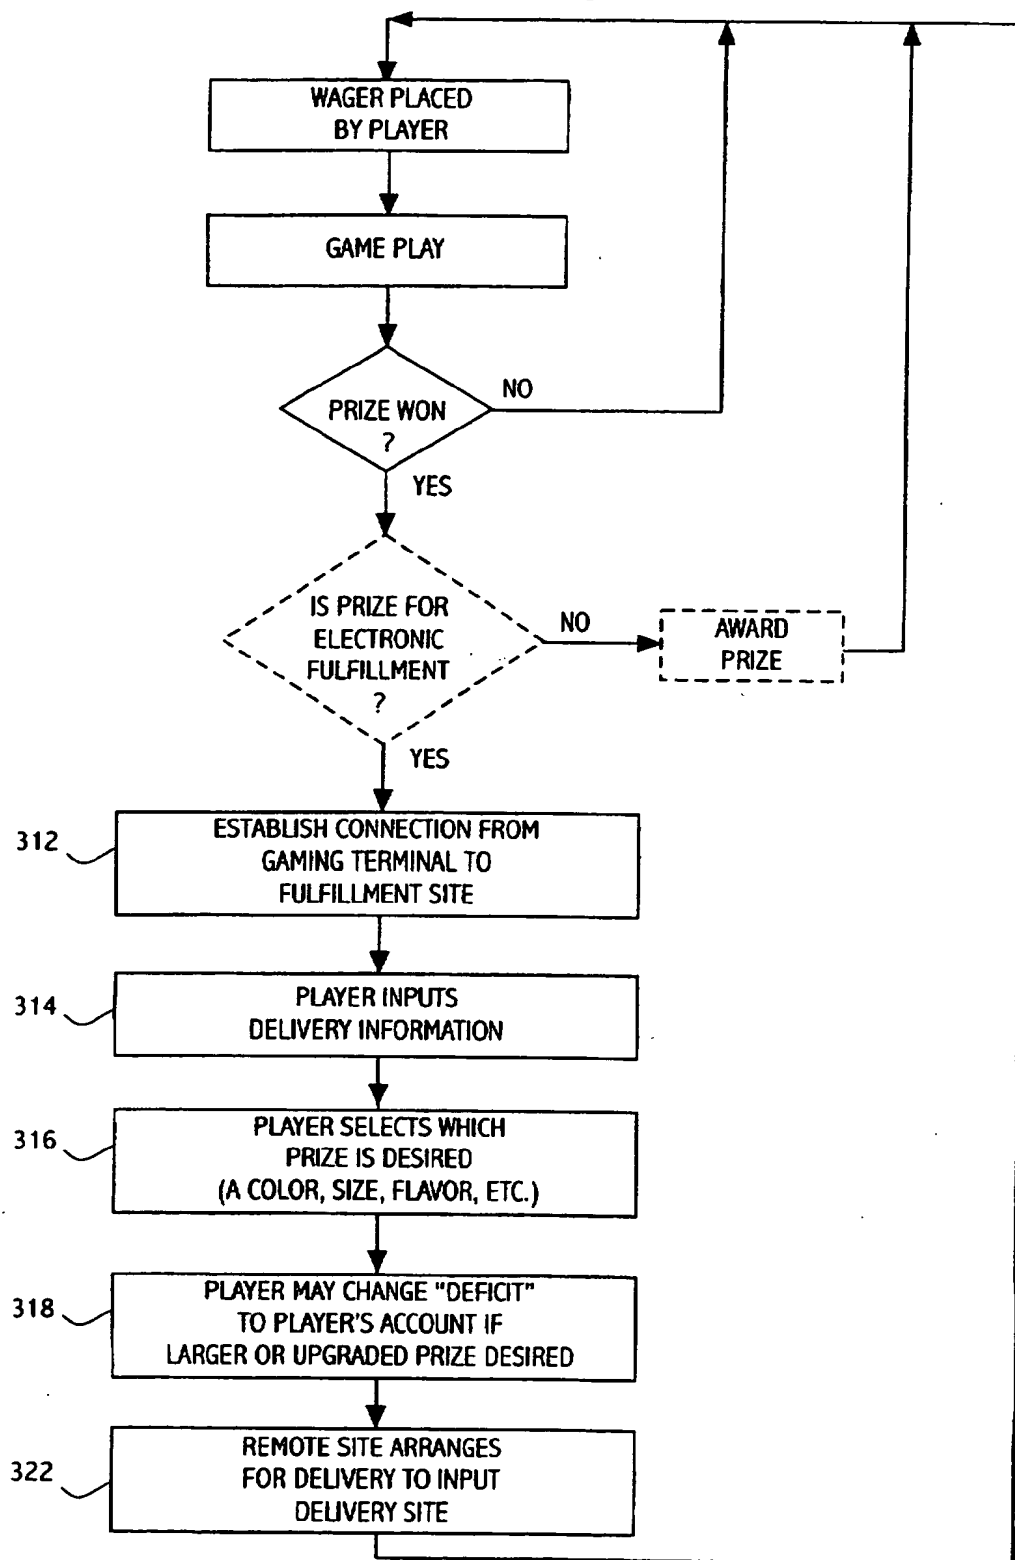 WAGER PLACED
BY PLAYER
GAME PLAY
PRIZE WON
?
NO
YES
IS PRIZE FOR
ELECTRONIC
FULFILLMENT
?
NO
AWARD
PRIZE
YES
312
ESTABLISH CONNECTION FROM
GAMING TERMINAL TO
FULFILLMENT SITE
314
PLAYER INPUTS
DELIVERY INFORMATION
316
PLAYER SELECTS WHICH
PRIZE IS DESIRED
(A COLOR, SIZE, FLAVOR, ETC.)
318
PLAYER MAY CHANGE "DEFICIT"
TO PLAYER'S ACCOUNT IF
LARGER OR UPGRADED PRIZE DESIRED
322
REMOTE SITE ARRANGES
FOR DELIVERY TO INPUT
DELIVERY SITE